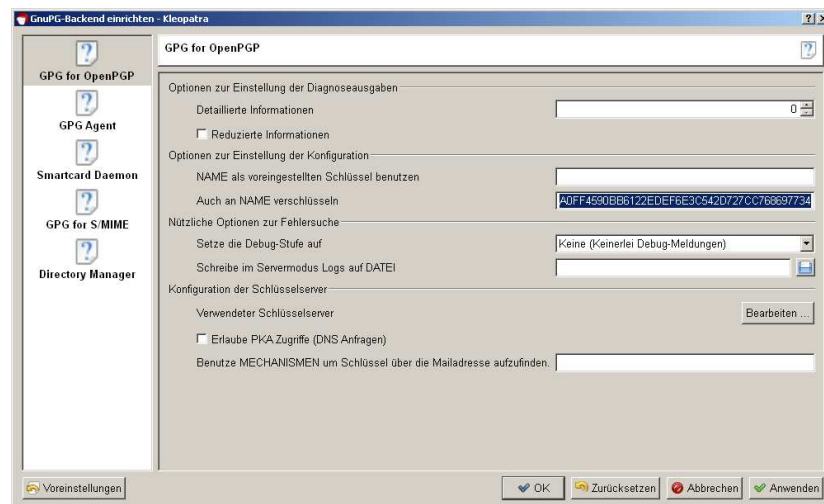 GnuPG-Backend einrichten - Kleopatra
GPG for OpenPGP
GPG Agent
Smartcard Daemon
GPG for S/MIME
Directory Manager
GPG for OpenPGP
Optionen zur Einstellung der Diagnoseausgaben
Detaillierte Informationen 0
Reduzierte Informationen
Optionen zur Einstellung der Konfiguration
NAME als voreingestellten Schlüssel benutzen
Auch an NAME verschlüsseln A0FF4590BB6122EDEF6E3C542D727CC768697734
Nützliche Optionen zur Fehlersuche
Setze die Debug-Stufe auf Keine (Keinerlei Debug-Meldungen)
Schreibe im Servermodus Logs auf DATEI
Konfiguration der Schlüsselserver
Verwendeter Schlüsselserver Bearbeiten ...
Erlaube PKA Zugriffe (DNS Anfragen)
Benutze MECHANISMEN um Schlüssel über die Mailadresse aufzufinden.
Voreinstellungen OK Zurücksetzen Abbrechen Anwenden